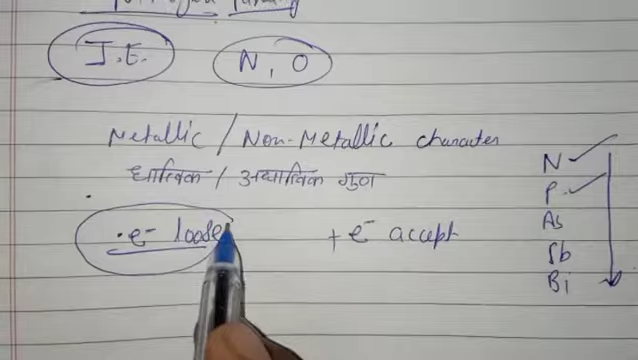 I.E. N, O
Metallic / Non-Metallic character
धात्विक / अधात्विक गुण
e- loose + e- accept
N
P
As
Sb
Bi